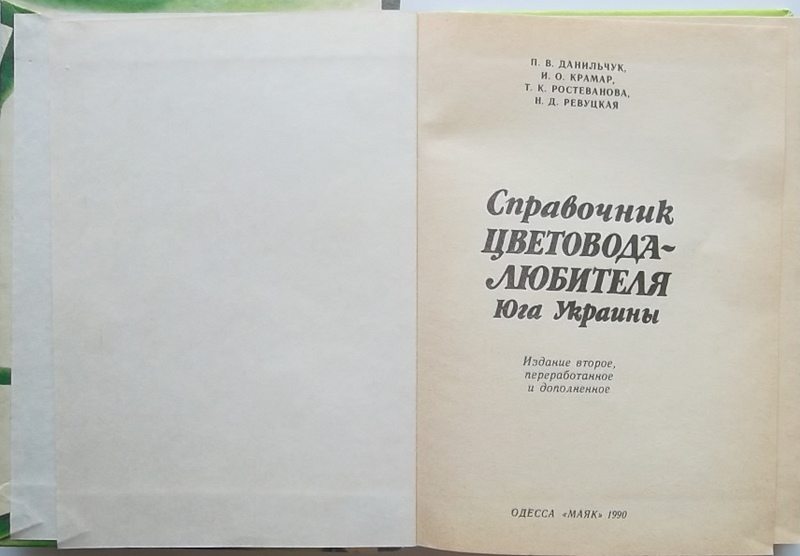 П. В. ДАНИЛЬЧУК,
И. О. КРАМАР,
Т. К. РОСТЕВАНОВА,
Н. Д. РЕВУЦКАЯ
Справочник
ЦВЕТОВОДА-
ЛЮБИТЕЛЯ
Юга Украины
Издание второе,
переработанное
и дополненное
ОДЕССА «МАЯК» 1990